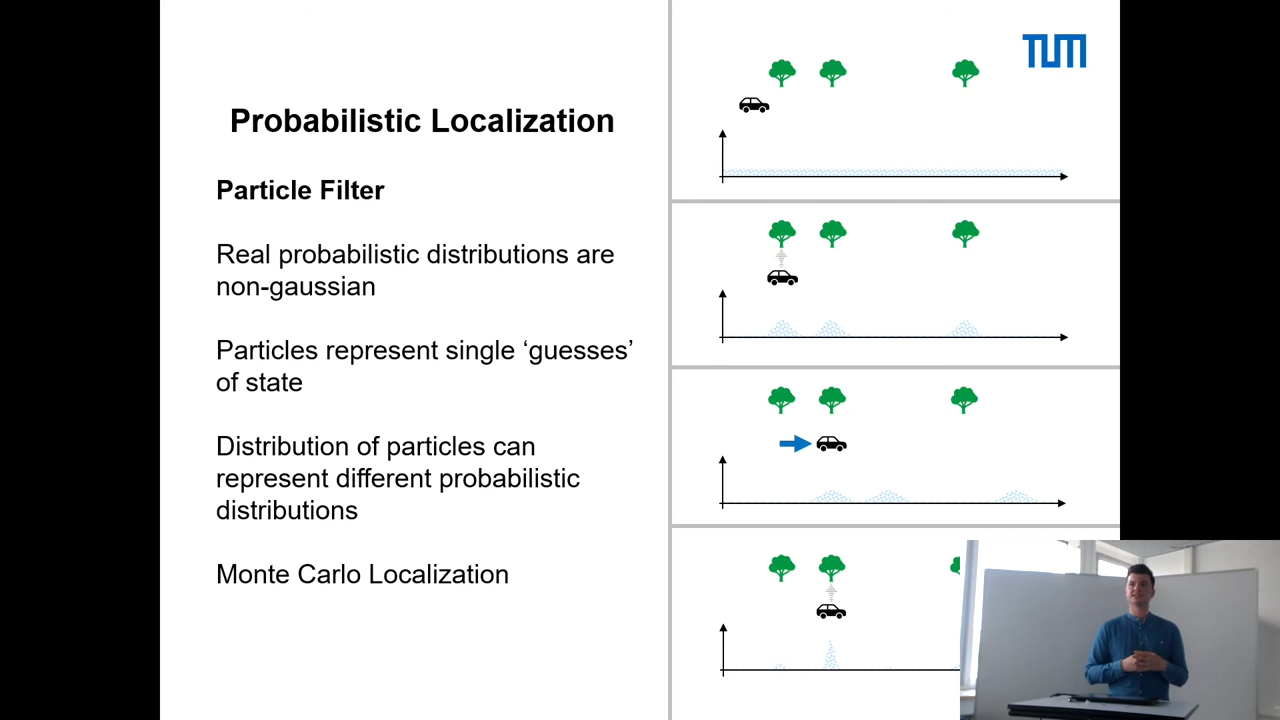 TUM
Probabilistic Localization
Particle Filter
Real probabilistic distributions are
non-gaussian
Particles represent single ‘guesses’
of state
Distribution of particles can
represent different probabilistic
distributions
Monte Carlo Localization